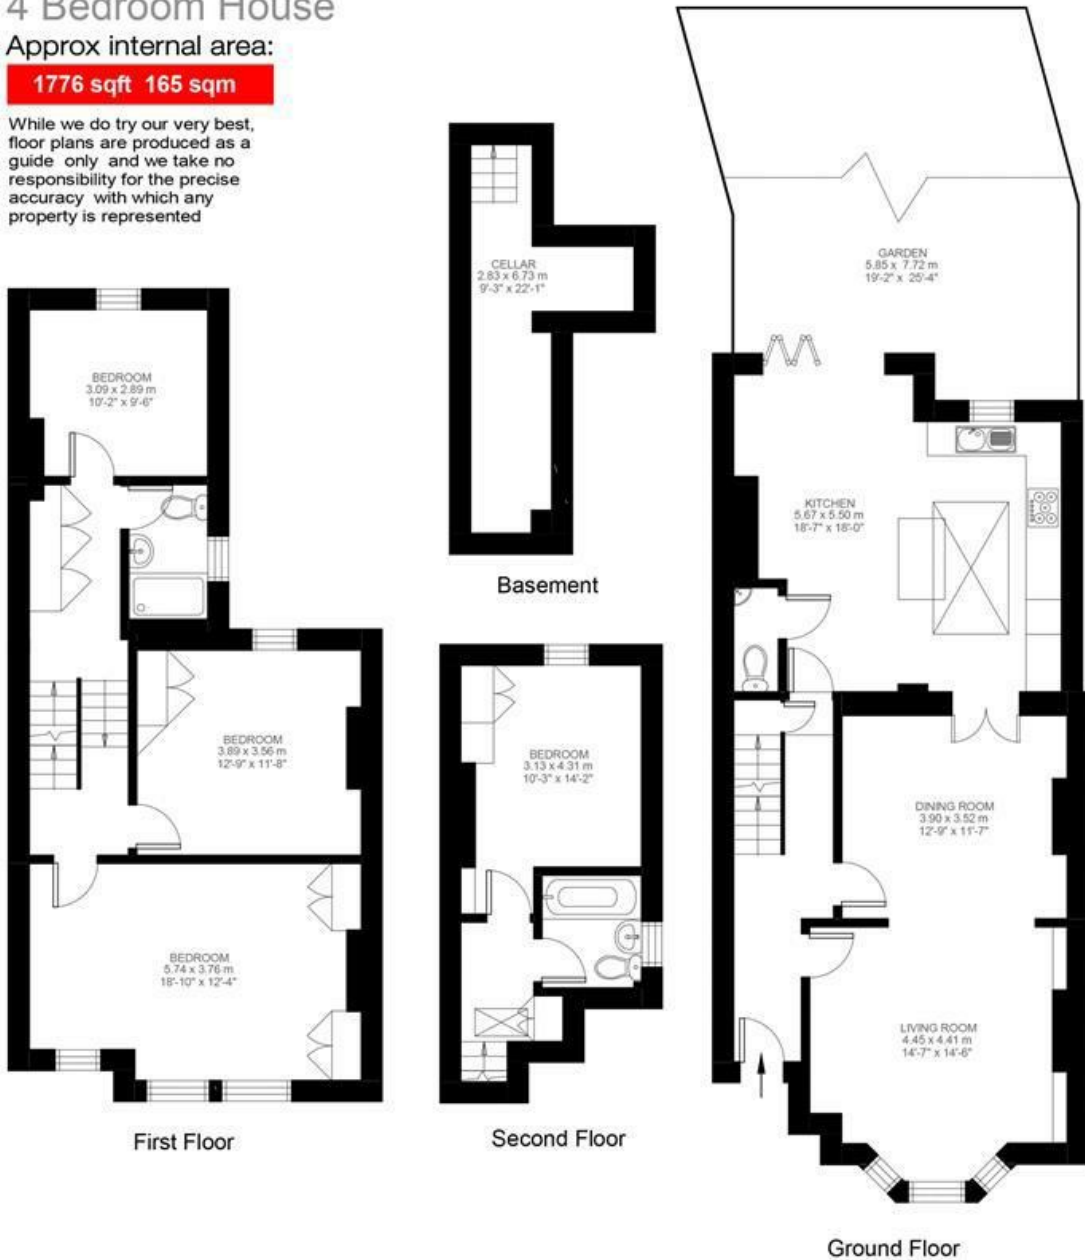 4 Bedroom House
Approx internal area:
1776 sqft 165 sqm
While we do try our very best,
floor plans are produced as a
guide only and we take no
responsibility for the precise
accuracy with which any
property is represented
CELLAR
2.83 x 6.73 m
9'-3" x 22'-1"
Basement
GARDEN
5.85 x 7.72 m
19'-2" x 25'-4"
BEDROOM
3.09 x 2.89 m
10'-2" x 9'-6"
BEDROOM
3.89 x 3.56 m
12'-9" x 11'-8"
BEDROOM
5.74 x 3.76 m
18'-10" x 12'-4"
First Floor
BEDROOM
3.13 x 4.31 m
10'-3" x 14'-2"
Second Floor
KITCHEN
5.67 x 5.50 m
18'-7" x 18'-0"
DINING ROOM
3.90 x 3.52 m
12'-9" x 11'-7"
LIVING ROOM
4.45 x 4.41 m
14'-7" x 14'-6"
Ground Floor